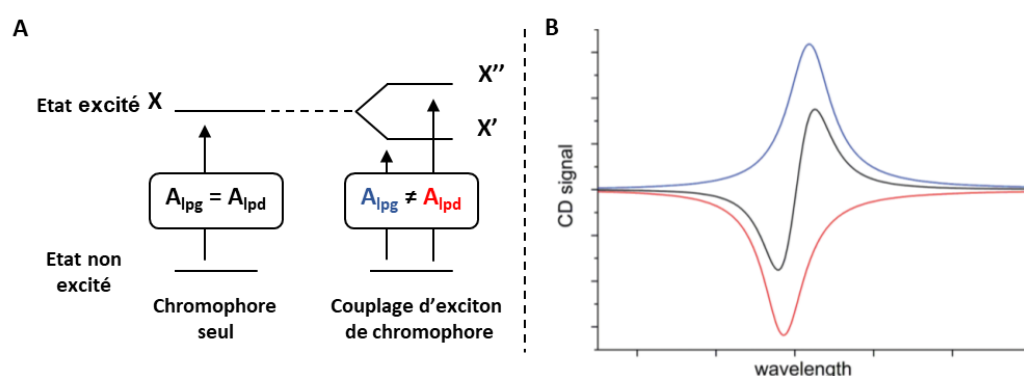 A
Etat excité X
X’’
X’
Alpg = Alpd
Alpg ≠ Alpd
Etat non
excité
Chromophore
seul
Couplage d’exciton
de chromophore
B
CD signal
wavelength